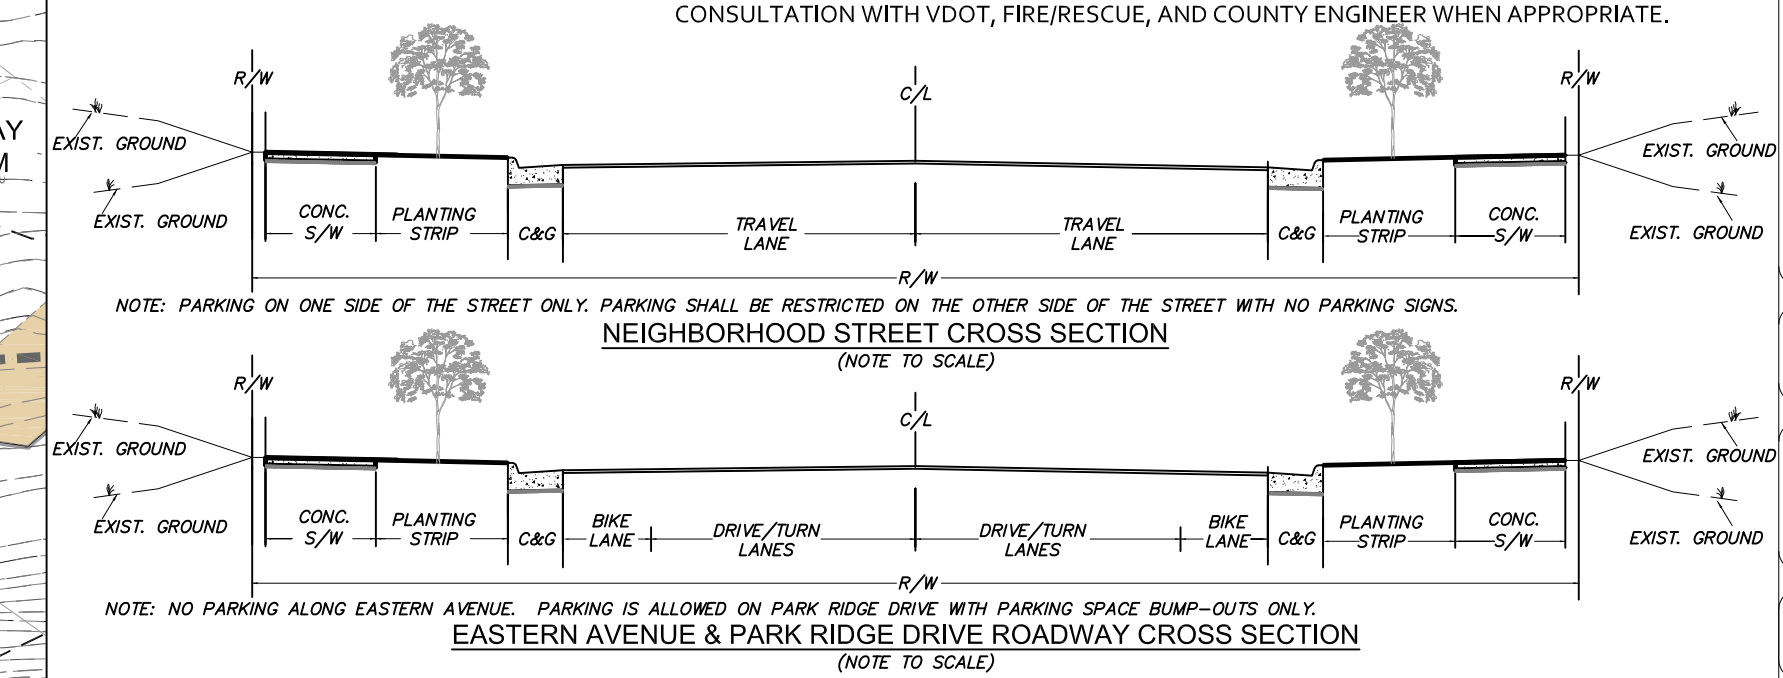 CONSULTATION WITH VDOT, FIRE/RESCUE, AND COUNTY ENGINEER WHEN APPROPRIATE.
AY
M
R/W
C/L
R/W
EXIST. GROUND
EXIST. GROUND
EXIST. GROUND
EXIST. GROUND
CONC.
S/W
PLANTING
STRIP
C&G
TRAVEL
LANE
TRAVEL
LANE
C&G
PLANTING
STRIP
CONC.
S/W
R/W
NOTE: PARKING ON ONE SIDE OF THE STREET ONLY. PARKING SHALL BE RESTRICTED ON THE OTHER SIDE OF THE STREET WITH NO PARKING SIGNS.
NEIGHBORHOOD STREET CROSS SECTION
(NOTE TO SCALE)
R/W
C/L
R/W
EXIST. GROUND
EXIST. GROUND
EXIST. GROUND
EXIST. GROUND
CONC.
S/W
PLANTING
STRIP
C&G
BIKE
LANE
DRIVE/TURN
LANES
DRIVE/TURN
LANES
BIKE
LANE
C&G
PLANTING
STRIP
CONC.
S/W
R/W
NOTE: NO PARKING ALONG EASTERN AVENUE. PARKING IS ALLOWED ON PARK RIDGE DRIVE WITH PARKING SPACE BUMP-OUTS ONLY.
EASTERN AVENUE & PARK RIDGE DRIVE ROADWAY CROSS SECTION
(NOTE TO SCALE)